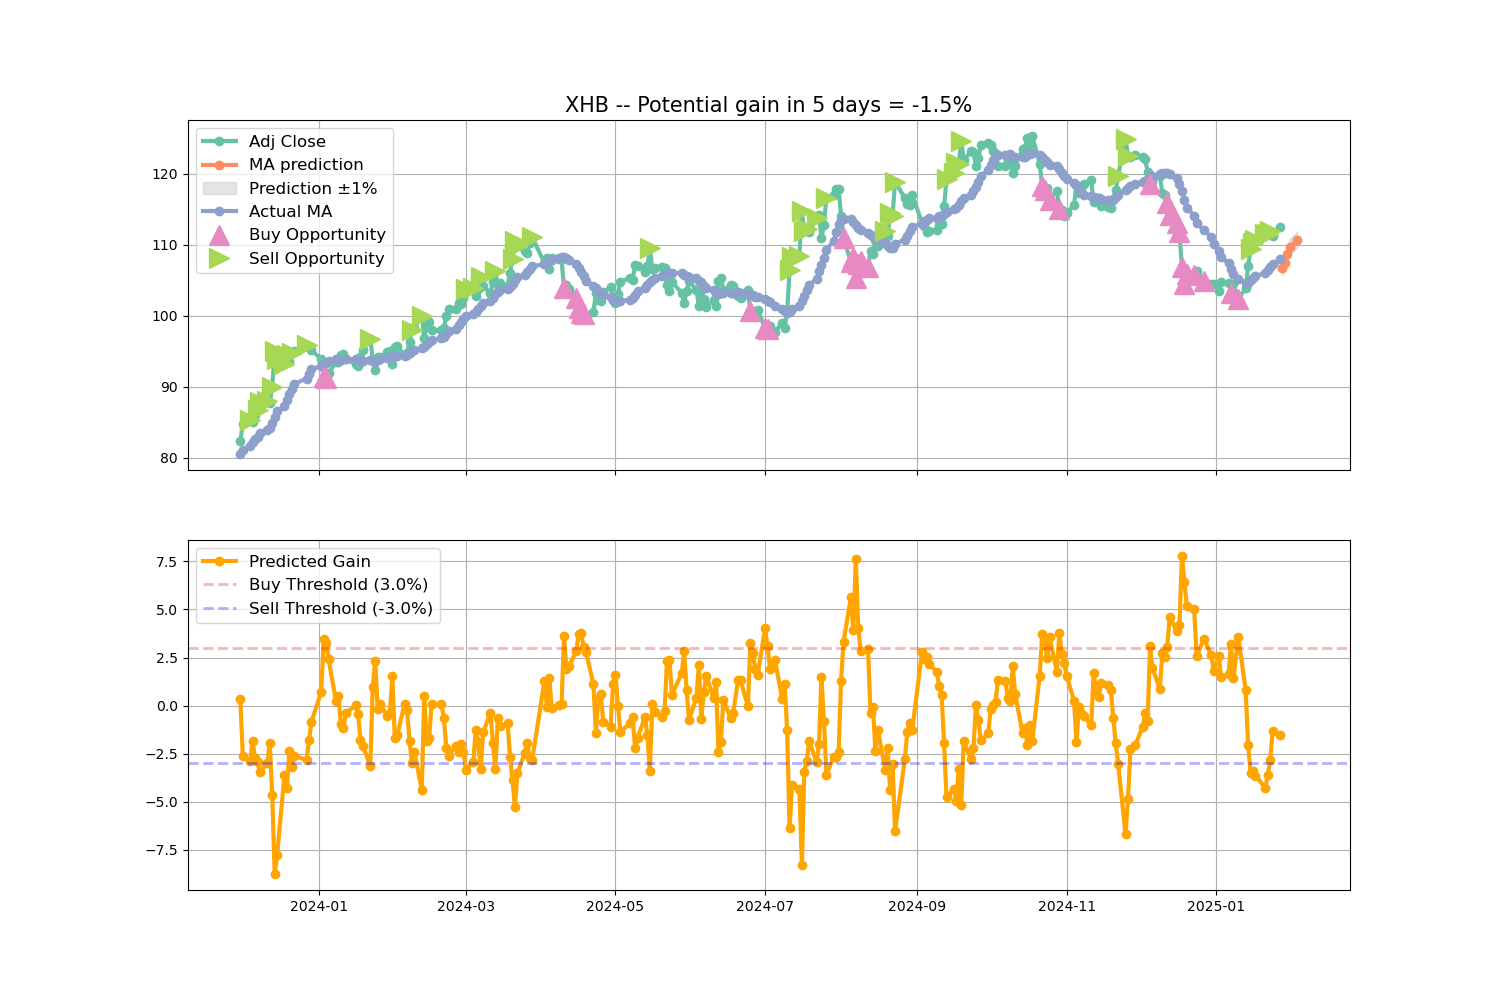 XHB -- Potential gain in 5 days = -1.5%
Adj Close
MA prediction
Prediction ±1%
Actual MA
Buy Opportunity
Sell Opportunity
120
110
100
90
80
Predicted Gain
Buy Threshold (3.0%)
Sell Threshold (-3.0%)
7.5
5.0
2.5
0.0
−2.5
−5.0
−7.5
2024-01 2024-03 2024-05 2024-07 2024-09 2024-11 2025-01